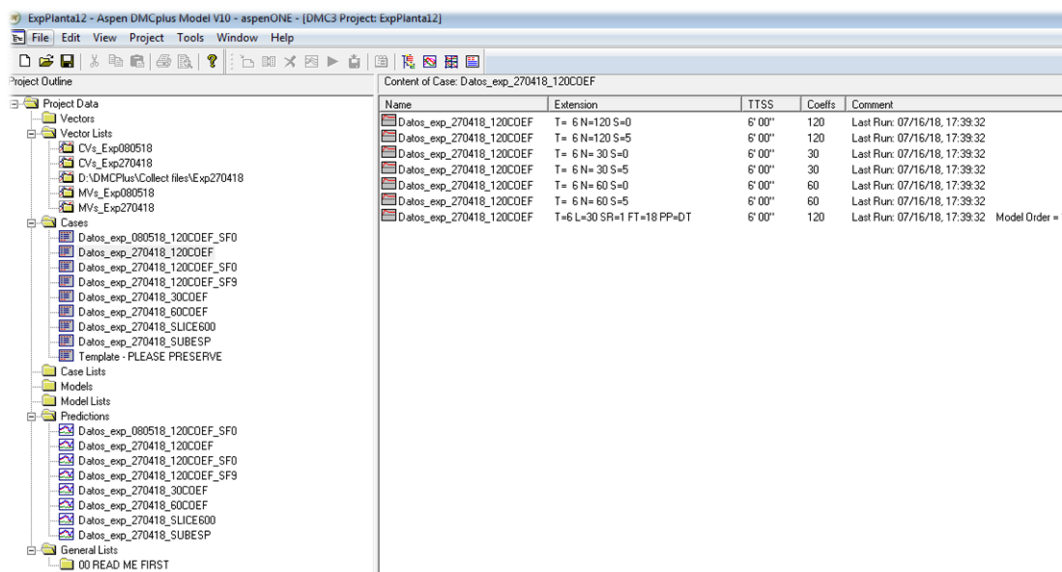 ExpPlanta12 - Aspen DMCplus Model V10 - aspenONE - [DMC3 Project: ExpPlanta12]
File Edit View Project Tools Window Help
Project Outline
Project Data
Vectors
Vector Lists
CVs_Exp080518
CVs_Exp270418
D:\DMCPlus\Collect files\Exp270418
MVs_Exp080518
MVs_Exp270418
Cases
Datos_exp_080518_120COEF_SF0
Datos_exp_270418_120COEF
Datos_exp_270418_120COEF_SF0
Datos_exp_270418_120COEF_SF9
Datos_exp_270418_30COEF
Datos_exp_270418_60COEF
Datos_exp_270418_SLICE600
Datos_exp_270418_SUBESP
Template - PLEASE PRESERVE
Case Lists
Models
Model Lists
Predictions
Datos_exp_080518_120COEF_SF0
Datos_exp_270418_120COEF
Datos_exp_270418_120COEF_SF0
Datos_exp_270418_120COEF_SF9
Datos_exp_270418_30COEF
Datos_exp_270418_60COEF
Datos_exp_270418_SLICE600
Datos_exp_270418_SUBESP
General Lists
00 READ ME FIRST
Content of Case: Datos_exp_270418_120COEF
Name Extension TTSS Coeffs Comment
Datos_exp_270418_120COEF T= 6 N=120 S=0 6' 00" 120 Last Run: 07/16/18, 17:39:32
Datos_exp_270418_120COEF T= 6 N=120 S=5 6' 00" 120 Last Run: 07/16/18, 17:39:32
Datos_exp_270418_120COEF T= 6 N= 30 S=0 6' 00" 30 Last Run: 07/16/18, 17:39:32
Datos_exp_270418_120COEF T= 6 N= 30 S=5 6' 00" 30 Last Run: 07/16/18, 17:39:32
Datos_exp_270418_120COEF T= 6 N= 60 S=0 6' 00" 60 Last Run: 07/16/18, 17:39:32
Datos_exp_270418_120COEF T= 6 N= 60 S=5 6' 00" 60 Last Run: 07/16/18, 17:39:32
Datos_exp_270418_120COEF T=6 L=30 SR=1 FT=18 PP=DT 6' 00" 120 Last Run: 07/16/18, 17:39:32 Model Order =